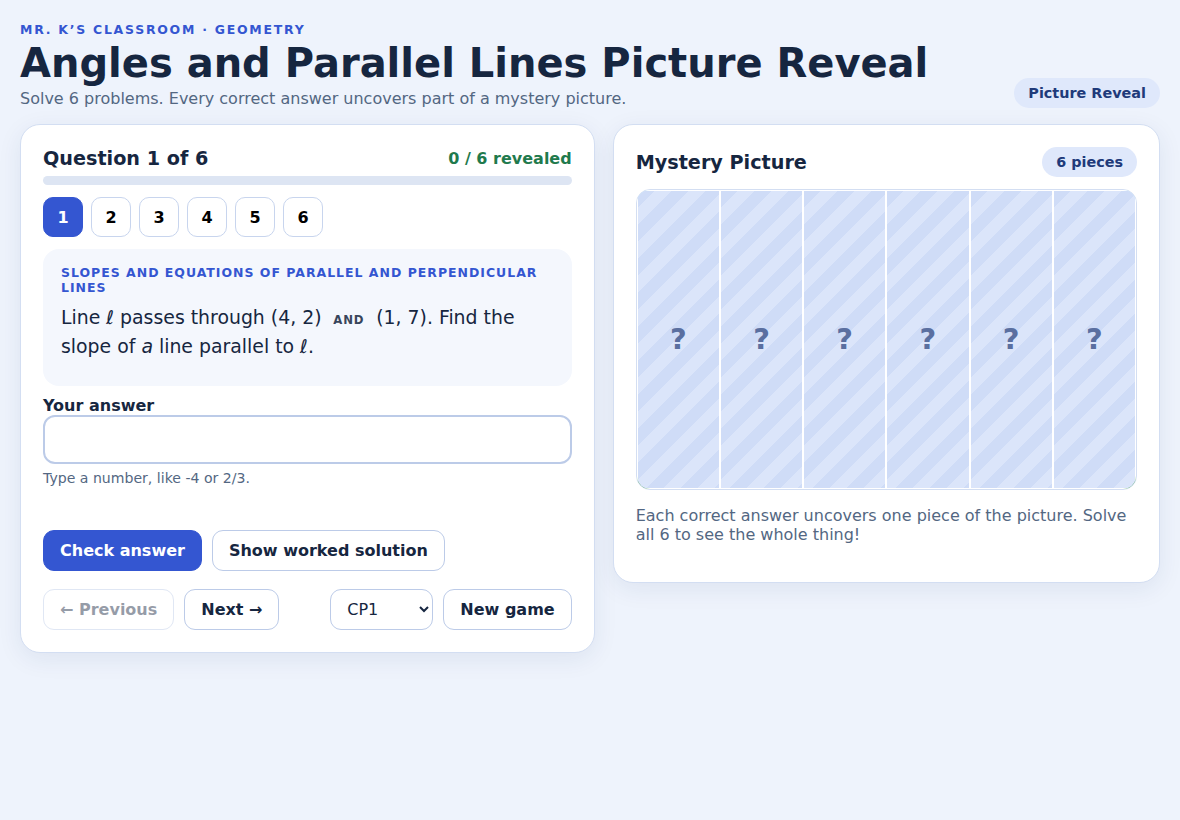 MR. K’S CLASSROOM · GEOMETRY
Angles and Parallel Lines Picture Reveal
Solve 6 problems. Every correct answer uncovers part of a mystery picture.
Picture Reveal
Question 1 of 6
0 / 6 revealed
1 2 3 4 5 6
SLOPES AND EQUATIONS OF PARALLEL AND PERPENDICULAR
LINES
Line ℓ passes through (4, 2) AND (1, 7). Find the
slope of a line parallel to ℓ.
Your answer
Type a number, like -4 or 2/3.
Check answer
Show worked solution
← Previous
Next →
CP1
New game
Mystery Picture
6 pieces
? ? ? ? ? ?
Each correct answer uncovers one piece of the picture. Solve
all 6 to see the whole thing!